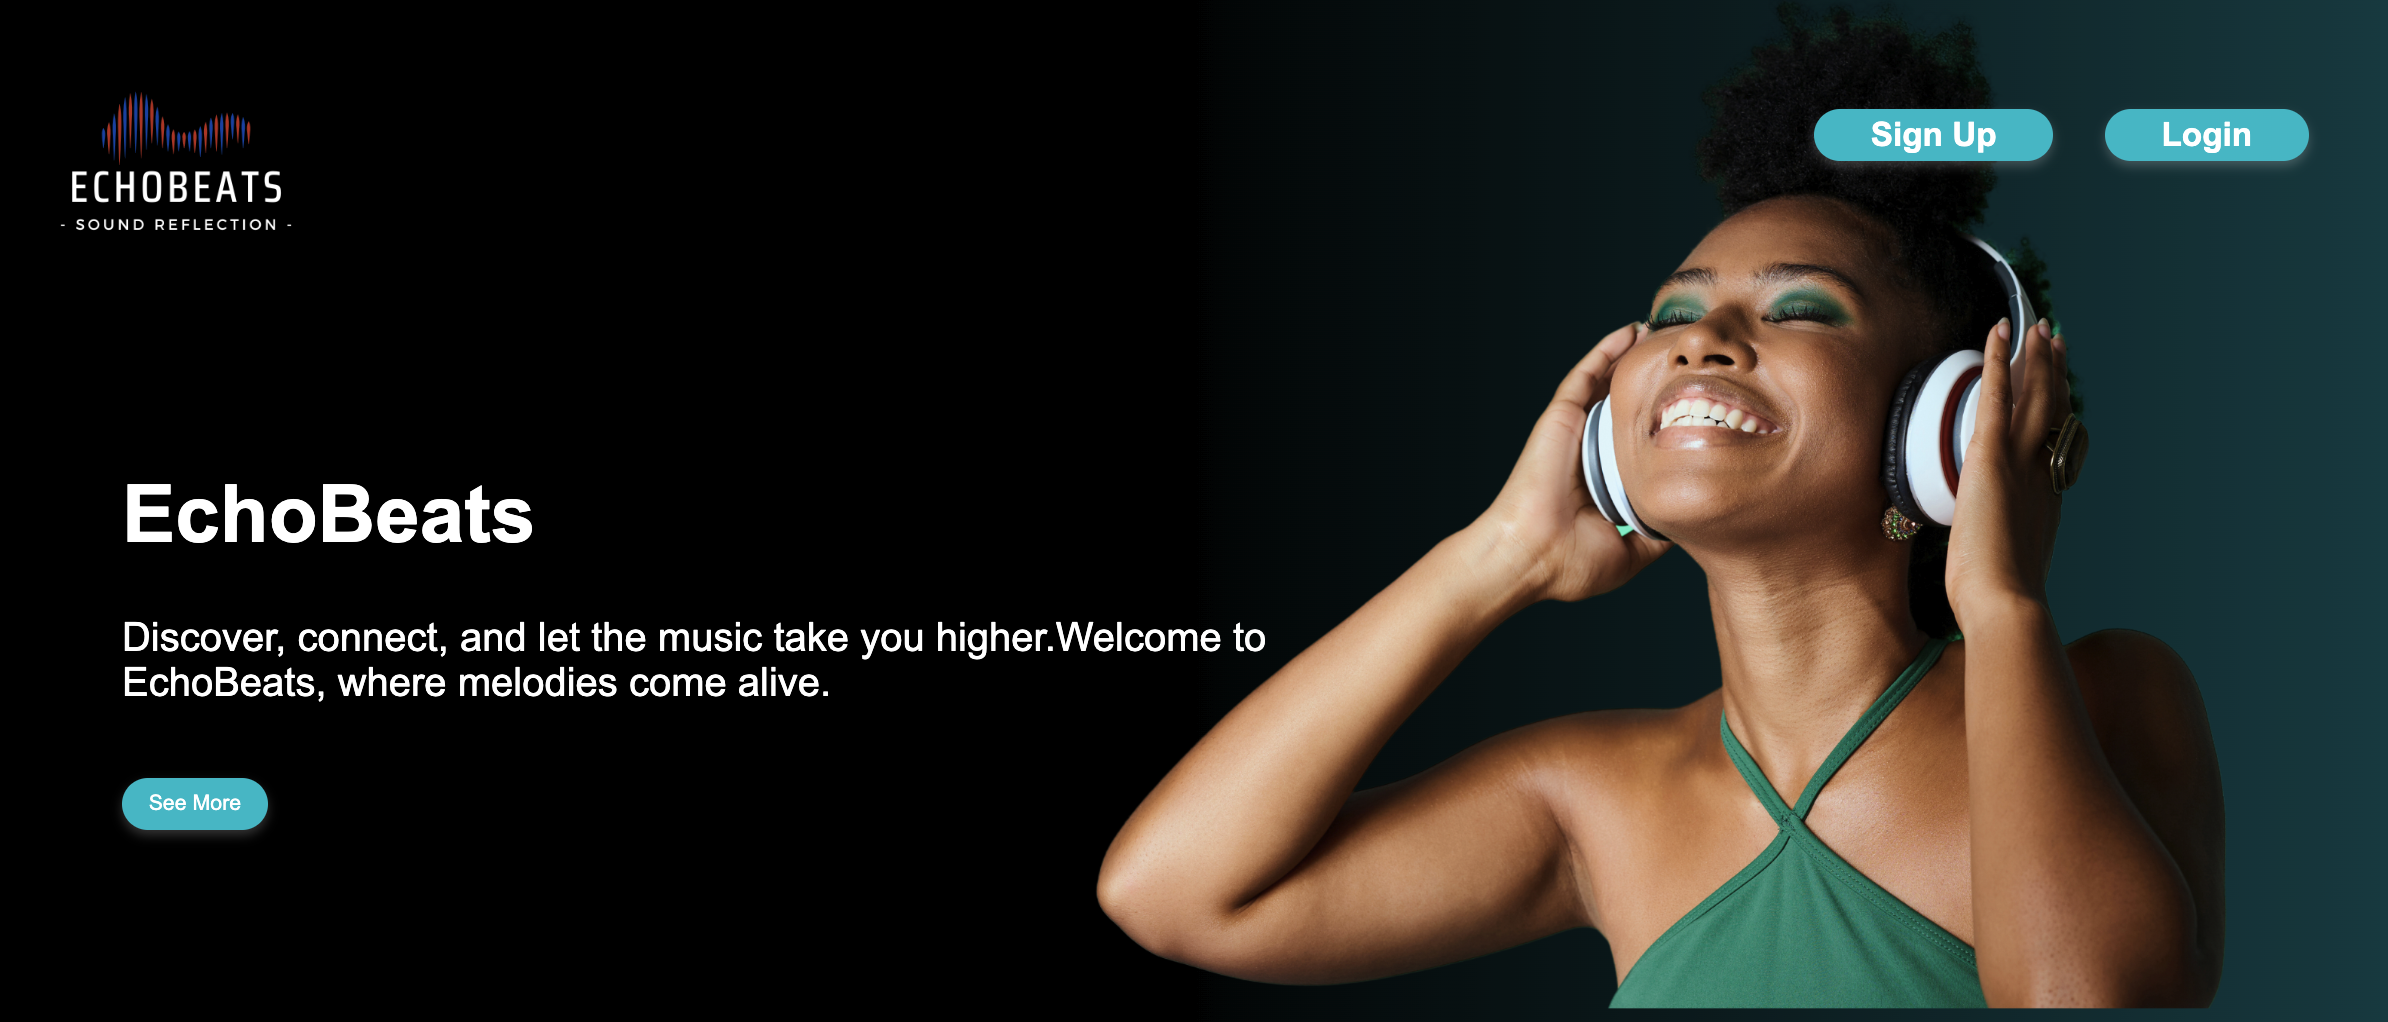 ECHOBEATS
- SOUND REFLECTION -
Sign Up
Login
EchoBeats
Discover, connect, and let the music take you higher.Welcome to
EchoBeats, where melodies come alive.
See More